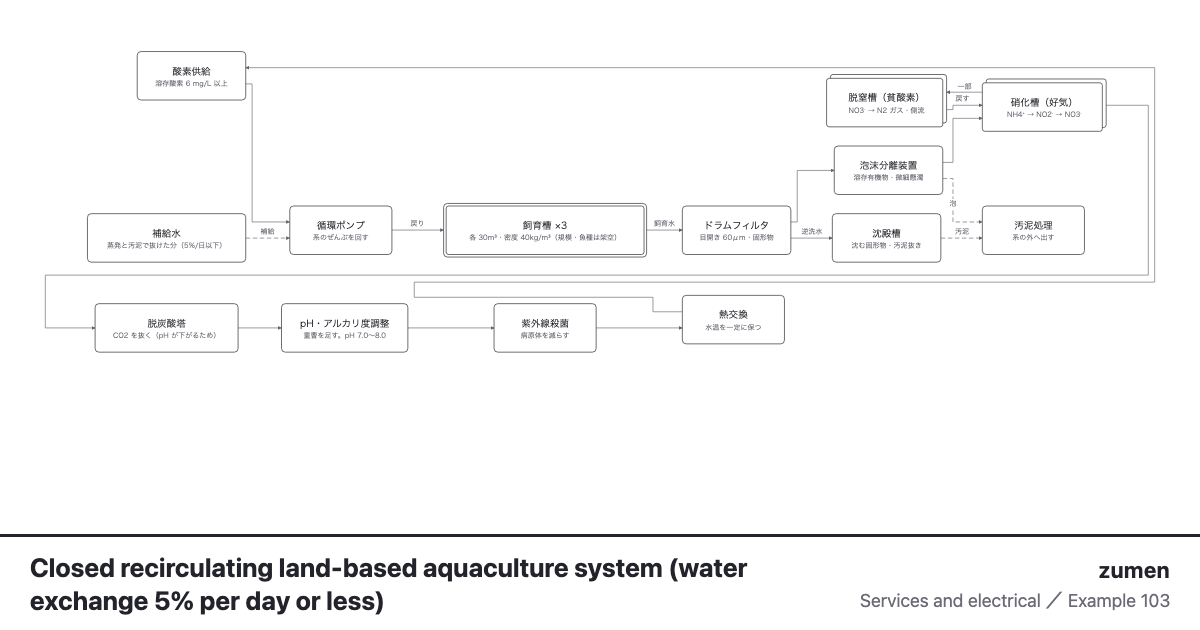 酸素供給
溶存酸素 6 mg/L 以上
脱窒槽（貧酸素）
NO3⁻ → N2 ガス・側流
一部
戻す
硝化槽（好気）
NH4⁺ → NO2⁻ → NO3⁻
泡沫分離装置
溶存有機物・微細懸濁
泡
補給水
蒸発と汚泥で抜けた分（5%/日以下）
補給
循環ポンプ
系のぜんぶを回す
戻り
飼育槽 ×3
各 30m³・密度 40kg/m³（規模・魚種は架空）
飼育水
ドラムフィルタ
目開き 60μm・固形物
逆洗水
沈殿槽
沈む固形物・汚泥抜き
汚泥
汚泥処理
系の外へ出す
脱炭酸塔
CO2 を抜く（pH が下がるため）
pH・アルカリ度調整
重曹を足す。pH 7.0〜8.0
紫外線殺菌
病原体を減らす
熱交換
水温を一定に保つ
Closed recirculating land-based aquaculture system (water
exchange 5% per day or less)
zumen
Services and electrical ／ Example 103